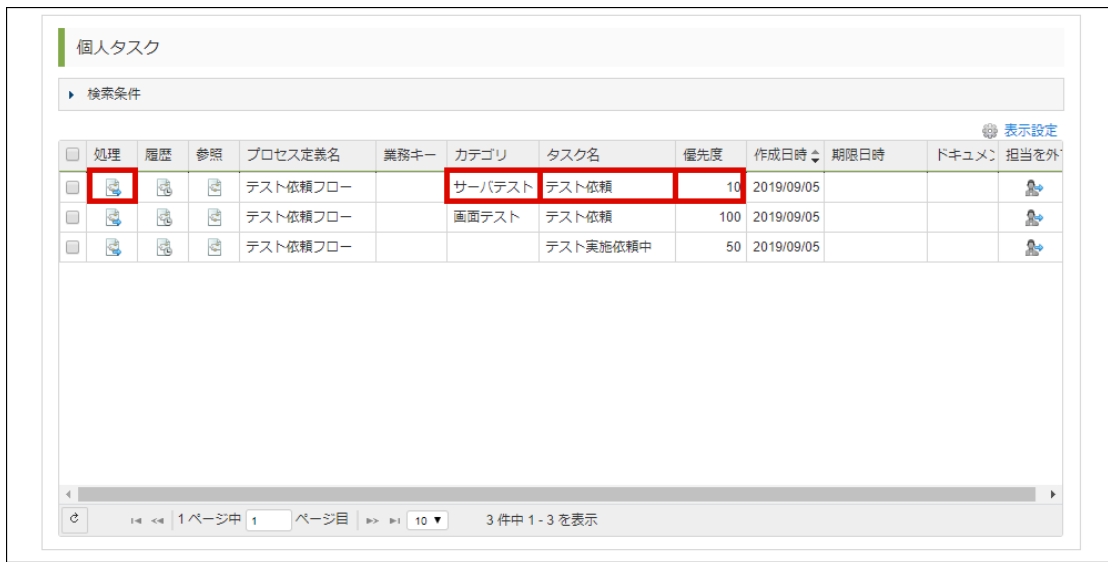 個人タスク
検索条件
表示設定
処理 履歴 参照 プロセス定義名 業務キー カテゴリ タスク名 優先度 作成日時 期限日時 ドキュメン 担当を外
テスト依頼フロー サーバテスト テスト依頼 10 2019/09/05
テスト依頼フロー 画面テスト テスト依頼 100 2019/09/05
テスト依頼フロー テスト実施依頼中 50 2019/09/05
1 ページ中 1 ページ目 10 3 件中 1 - 3 を表示